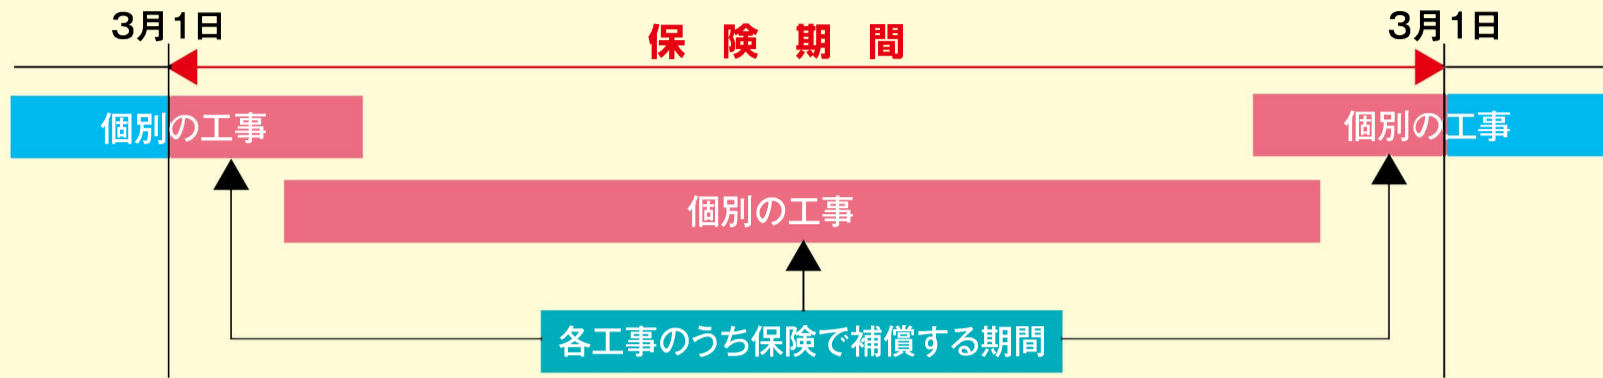 3月1日
保険期間
3月1日
個別の工事
個別の工事
個別の工事
各工事のうち保険で補償する期間